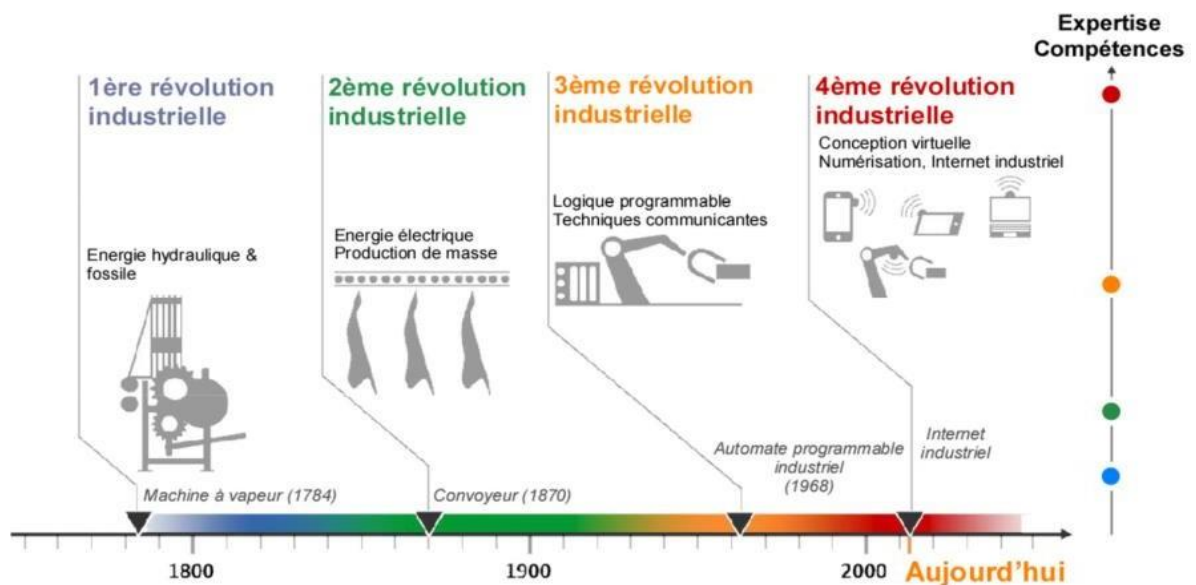 Expertise
Compétences
1ère révolution
industrielle
2ème révolution
industrielle
3ème révolution
industrielle
4ème révolution
industrielle
Conception virtuelle
Numérisation, Internet industriel
Logique programmable
Techniques communicantes
Energie électrique
Production de masse
Energie hydraulique &
fossile
Automate programmable
industriel
(1968)
Internet
industriel
Machine à vapeur (1784)
Convoyeur (1870)
1800
1900
2000
Aujourd'hui